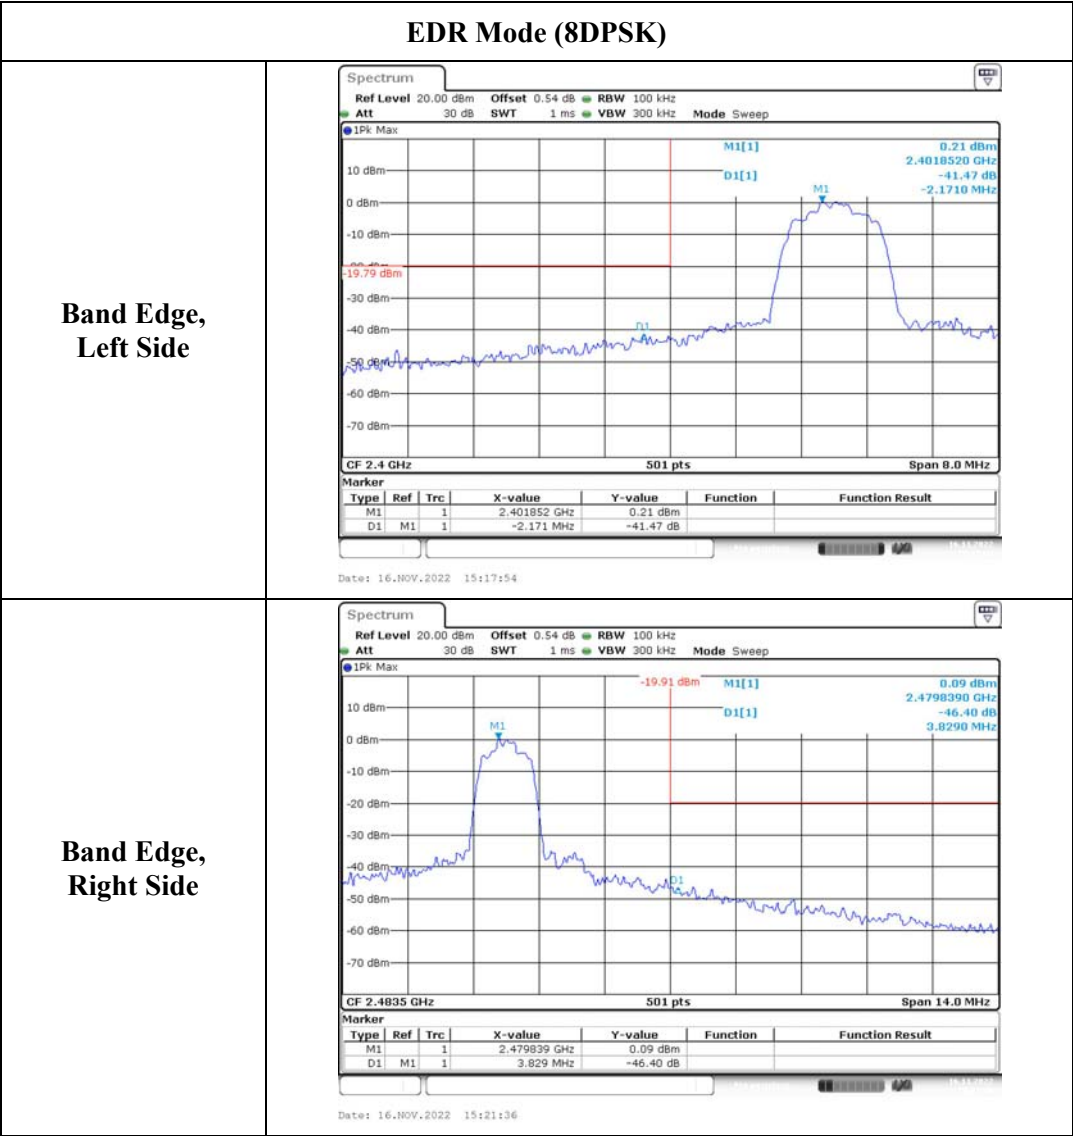 EDR Mode (8DPSK)
Band Edge,
Left Side
Spectrum
Ref Level 20.00 dBm Offset 0.54 dB RBW 100 kHz
Att 30 dB SWT 1 ms VBW 300 kHz Mode Sweep
1Pk Max
M1[1] 0.21 dBm
2.4018520 GHz
D1[1] -41.47 dB
-2.1710 MHz
M1
10 dBm
0 dBm
-10 dBm
-20 dBm
-19.79 dBm
-30 dBm
-40 dBm
D1
-50 dBm
-60 dBm
-70 dBm
CF 2.4 GHz 501 pts Span 8.0 MHz
Marker
Type Ref Trc X-value Y-value Function Function Result
M1 1 2.401852 GHz 0.21 dBm
D1 M1 1 -2.171 MHz -41.47 dB
Date: 16.NOV.2022 15:17:54
Band Edge,
Right Side
Spectrum
Ref Level 20.00 dBm Offset 0.54 dB RBW 100 kHz
Att 30 dB SWT 1 ms VBW 300 kHz Mode Sweep
1Pk Max
-19.91 dBm M1[1] 0.09 dBm
2.4798390 GHz
D1[1] -46.40 dB
3.8290 MHz
10 dBm
M1
0 dBm
-10 dBm
-20 dBm
-30 dBm
-40 dBm
D1
-50 dBm
-60 dBm
-70 dBm
CF 2.4835 GHz 501 pts Span 14.0 MHz
Marker
Type Ref Trc X-value Y-value Function Function Result
M1 1 2.479839 GHz 0.09 dBm
D1 M1 1 3.829 MHz -46.40 dB
Date: 16.NOV.2022 15:21:36